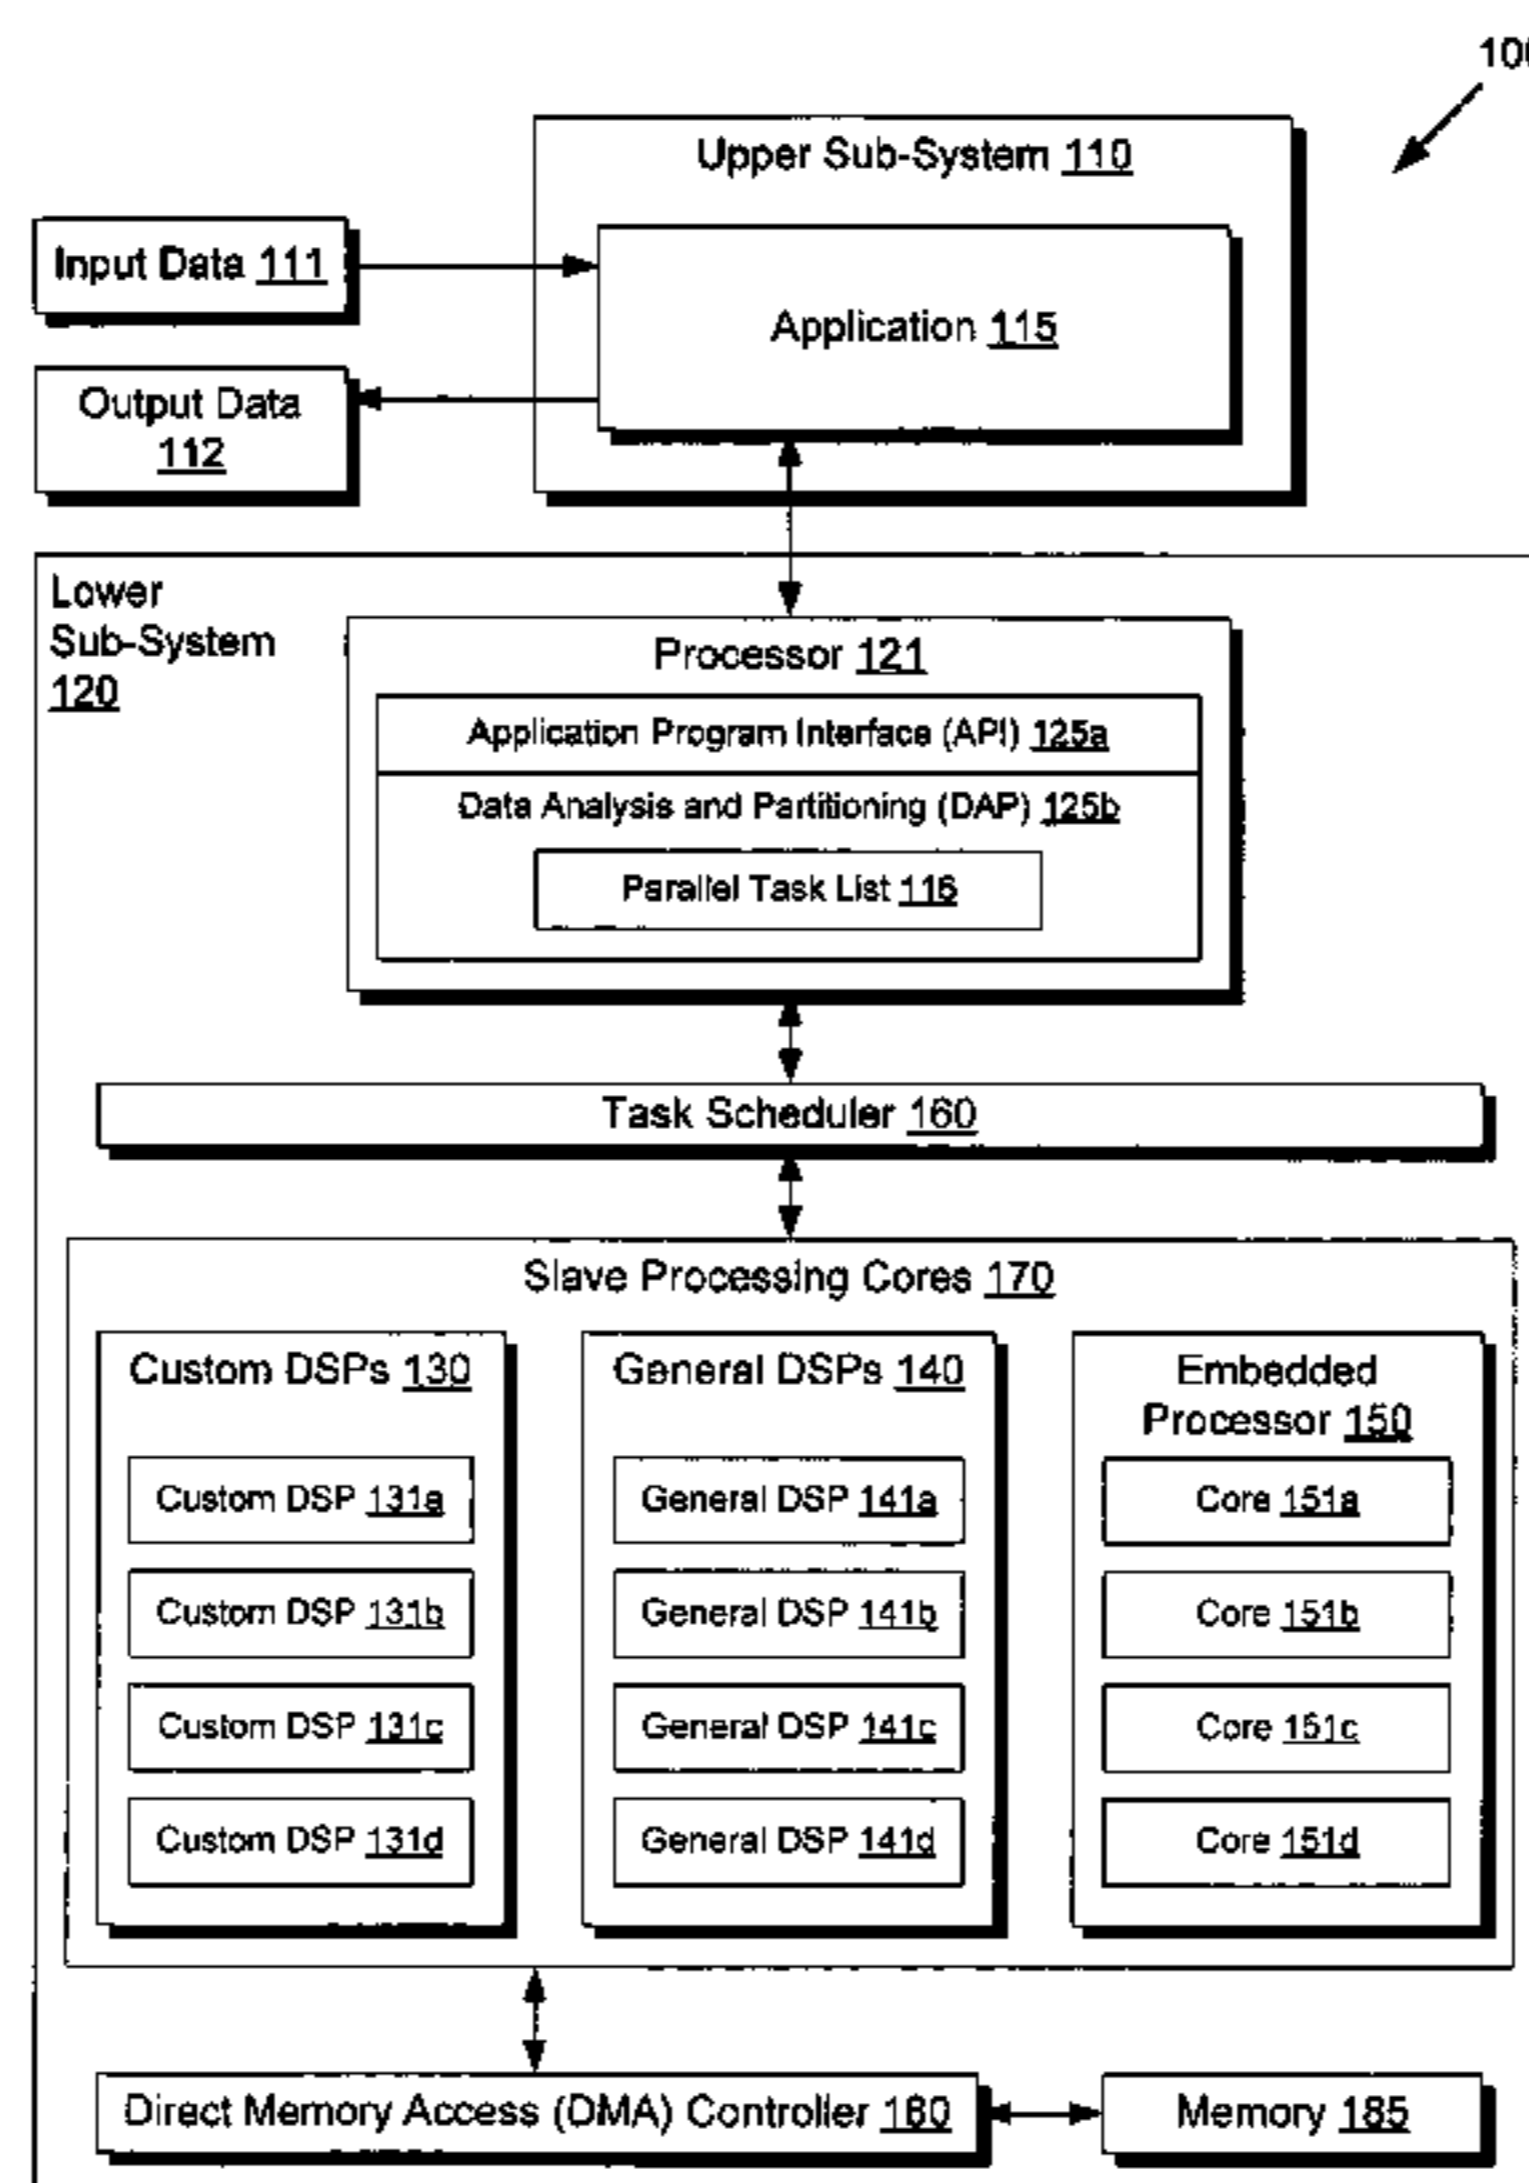 Upper Sub-System 110
Input Data 111
Application 115
Output Data
112
Lower
Sub-System
120
Processor 121
Application Program Interface (API) 125a
Data Analysis and Partitioning (DAP) 125b
Parallel Task List 116
Task Scheduler 160
Slave Processing Cores 170
Custom DSPs 130
Custom DSP 131a
Custom DSP 131b
Custom DSP 131c
Custom DSP 131d
General DSPs 140
General DSP 141a
General DSP 141b
General DSP 141c
General DSP 141d
Embedded
Processor 150
Core 151a
Core 151b
Core 151c
Core 151d
Direct Memory Access (DMA) Controller 180
Memory 185